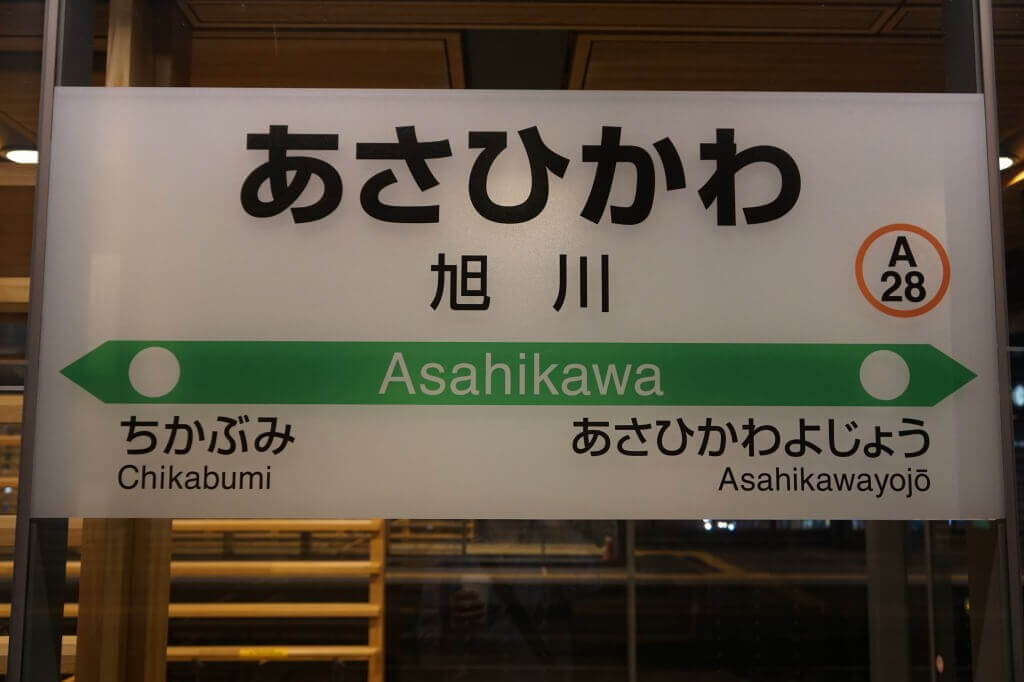 あさひかわ
旭川
A
28
Asahikawa
ちかぶみ
Chikabumi
あさひかわよじょう
Asahikawayojō